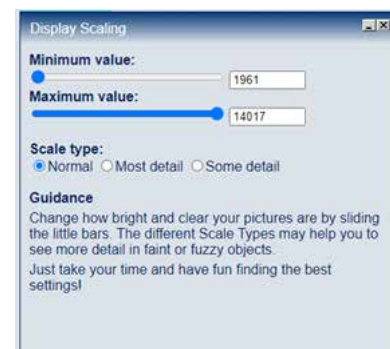 Display Scaling
Minimum value:
1961
Maximum value:
14017
Scale type:
Normal Most detail Some detail
Guidance
Change how bright and clear your pictures are by sliding
the little bars. The different Scale Types may help you to
see more detail in faint or fuzzy objects.
Just take your time and have fun finding the best
settings!